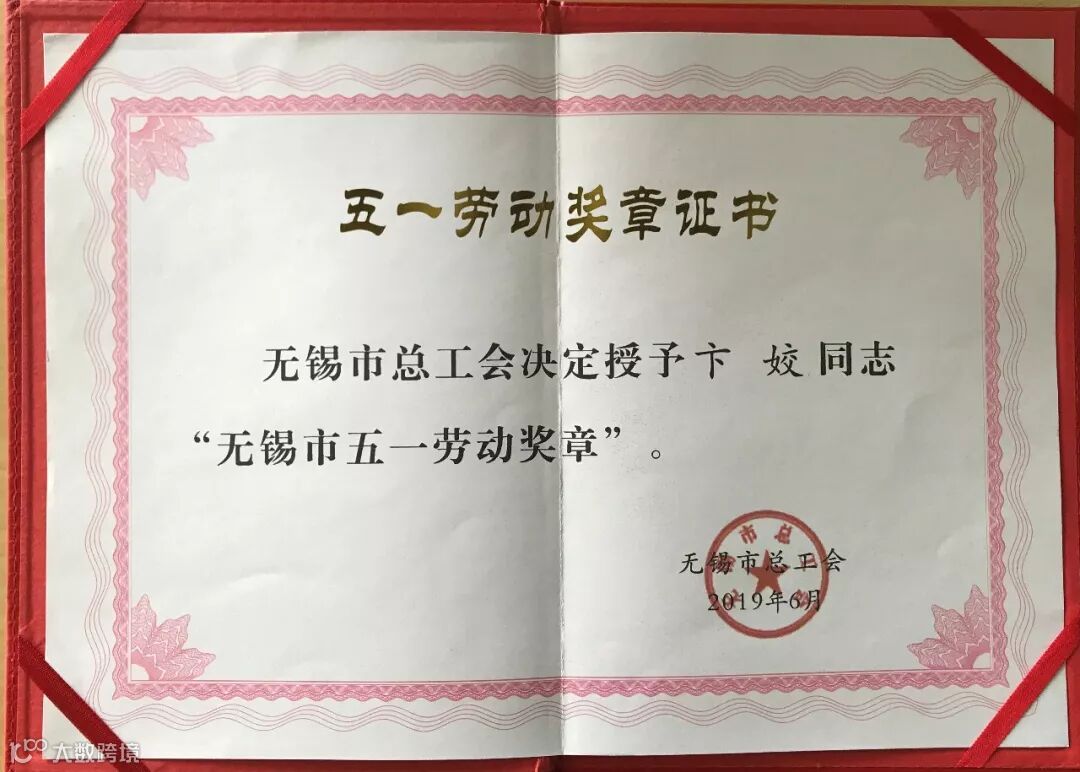 五一劳动奖章证书
无锡市总工会决定授予卞 姣同志
“无锡市五一劳动奖章”。
无锡市总工会
2019年6月
大数跨境